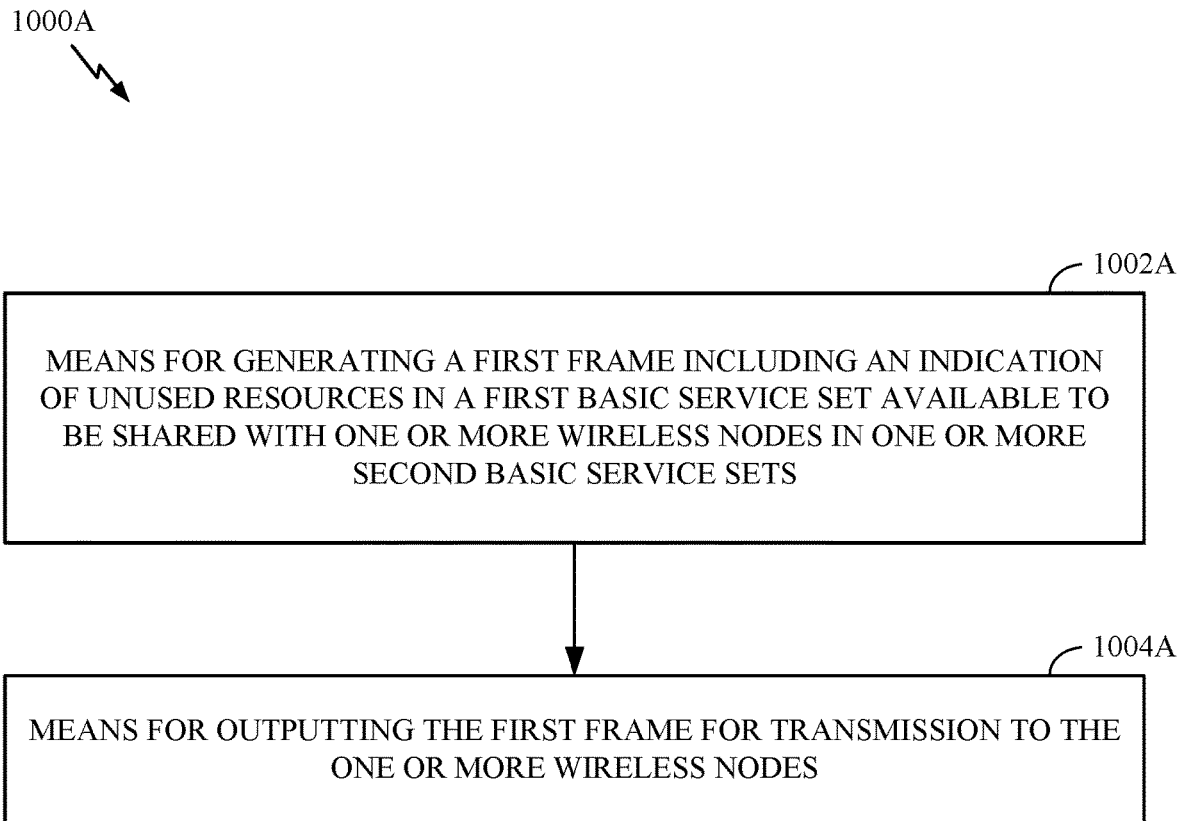 1000A
1002A
MEANS FOR GENERATING A FIRST FRAME INCLUDING AN INDICATION
OF UNUSED RESOURCES IN A FIRST BASIC SERVICE SET AVAILABLE TO
BE SHARED WITH ONE OR MORE WIRELESS NODES IN ONE OR MORE
SECOND BASIC SERVICE SETS
1004A
MEANS FOR OUTPUTTING THE FIRST FRAME FOR TRANSMISSION TO THE
ONE OR MORE WIRELESS NODES